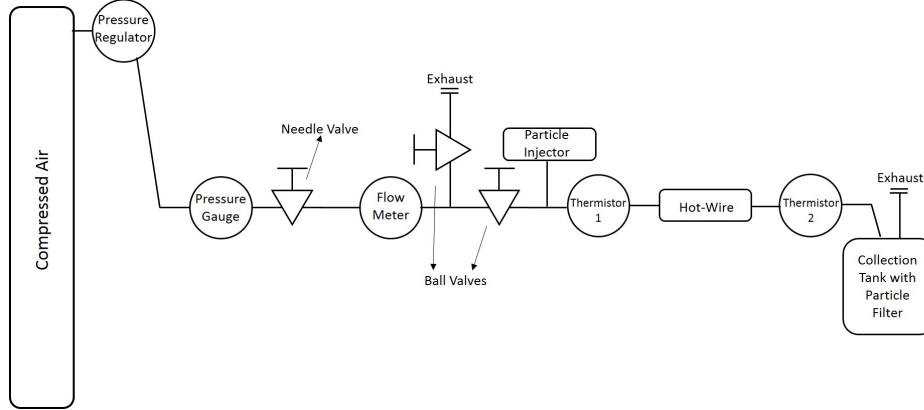 Pressure
Regulator
Compressed Air
Pressure
Gauge
Needle Valve
Flow
Meter
Exhaust
Ball Valves
Particle
Injector
Thermistor
1
Hot-Wire
Thermistor
2
Exhaust
Collection
Tank with
Particle
Filter